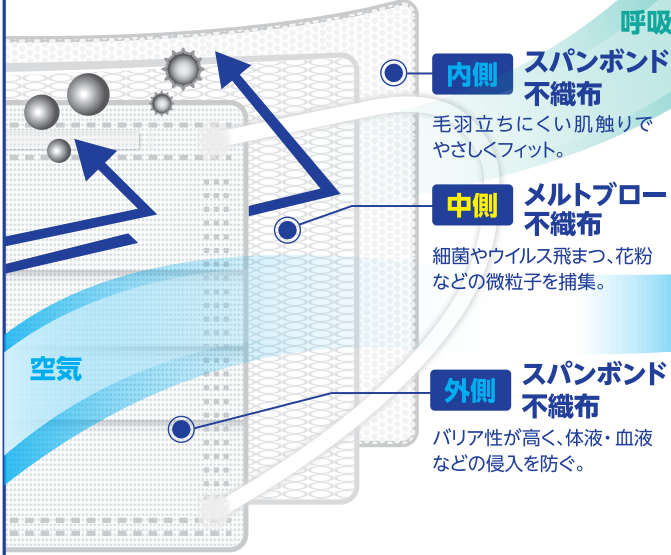 呼吸
内側
スパンボンド
不織布
毛羽立ちにくい肌触りで
やさしくフィット。
中側
メルトブロー
不織布
細菌やウイルス飛まつ、花粉
などの微粒子を捕集。
空気
外側
スパンボンド
不織布
バリア性が高く、体液・血液
などの侵入を防ぐ。